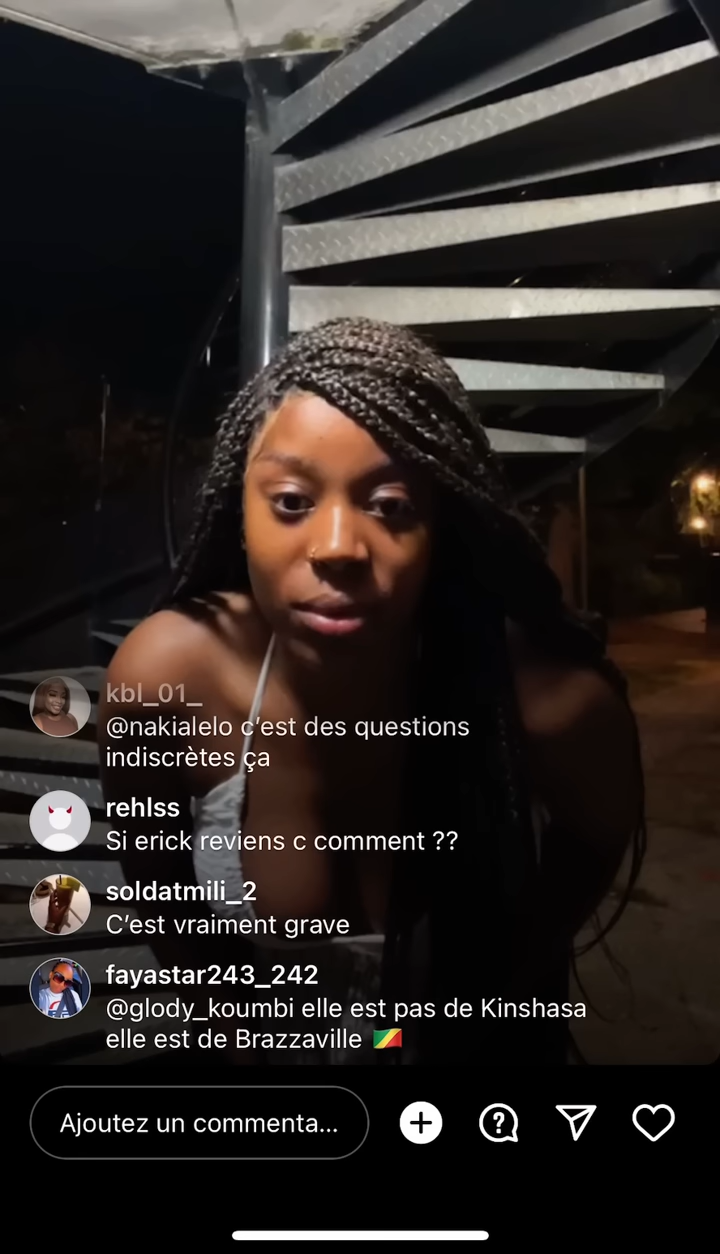 kbl_01_
@nakialelo c’est des questions
indiscrètes ça
rehlss
Si erick reviens c comment ??
soldatmili_2
C’est vraiment grave
fayastar243_242
@glody_koumbi elle est pas de Kinshasa
elle est de Brazzaville 🇨🇬
Ajoutez un commenta...